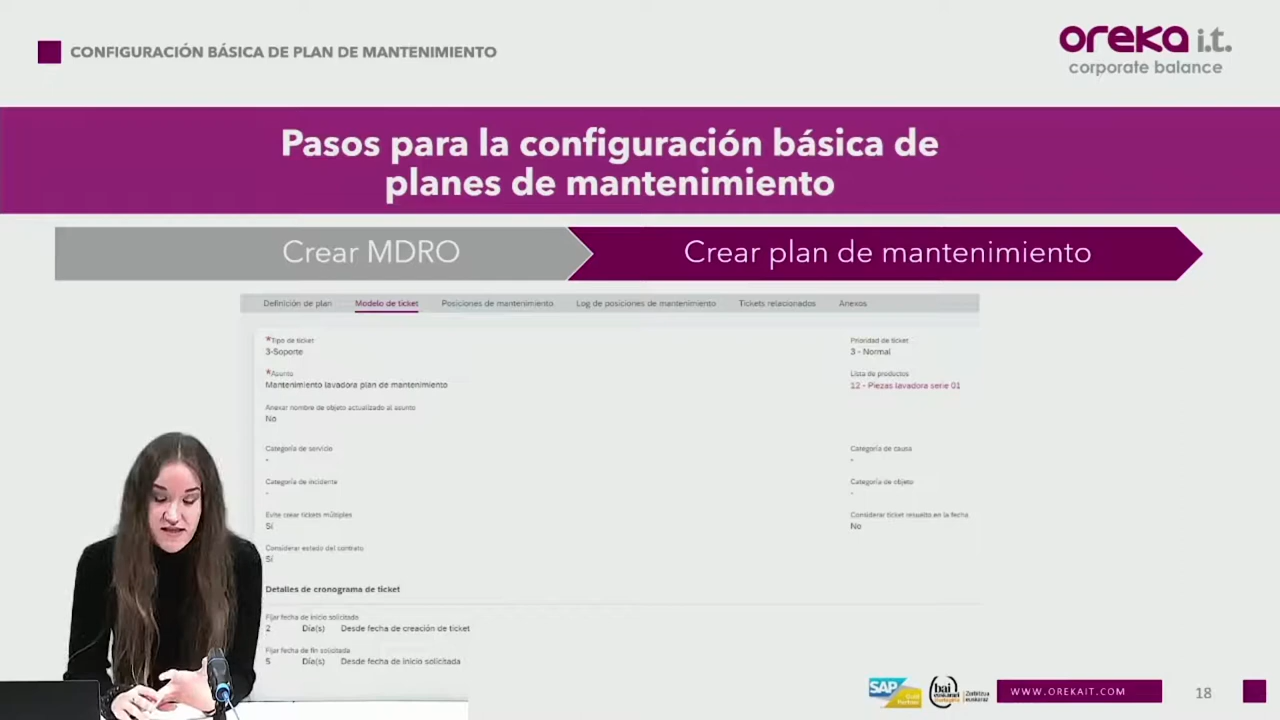 CONFIGURACIÓN BÁSICA DE PLAN DE MANTENIMIENTO
oreka i.t.
corporate balance
Pasos para la configuración básica de
planes de mantenimiento
Crear MDRO
Crear plan de mantenimiento
Definición de plan Modelo de ticket Posiciones de mantenimiento Log de posiciones de mantenimiento Tickets relacionados Anexos
*Tipo de ticket
3-Soporte
Prioridad de ticket
3 - Normal
*Asunto
Mantenimiento lavadora plan de mantenimiento
Lista de productos
12 - Piezas lavadora serie 01
Anexar nombre de objeto actualizado al asunto
No
Categoría de servicio
-
Categoría de causa
-
Categoría de incidente
-
Categoría de objeto
-
Evite crear tickets múltiples
Sí
Considerar ticket resuelto en la fecha
No
Considerar estado del contrato
Sí
Detalles de cronograma de ticket
Fijar fecha de inicio solicitada
2 Día(s) Desde fecha de creación de ticket
Fijar fecha de fin solicitada
5 Día(s) Desde fecha de inicio solicitada
SAP
bai
euskarari
WWW.OREKAIT.COM
18